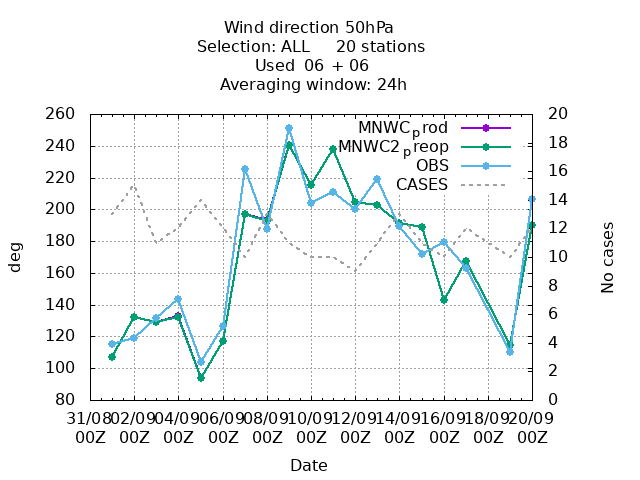 Wind direction 50hPa
Selection: ALL 20 stations
Used 06 + 06
Averaging window: 24h
260 20
MNWCprod
18
240
MNWC2preop
16
220
OBS
CASES
14
200
12
180
10
160
8
140
6
120
4
100
2
80 0
deg
No cases
31/08 02/09 04/09 06/09 08/09 10/09 12/09 14/09 16/09 18/09 20/09
00Z 00Z 00Z 00Z 00Z 00Z 00Z 00Z 00Z 00Z 00Z
Date